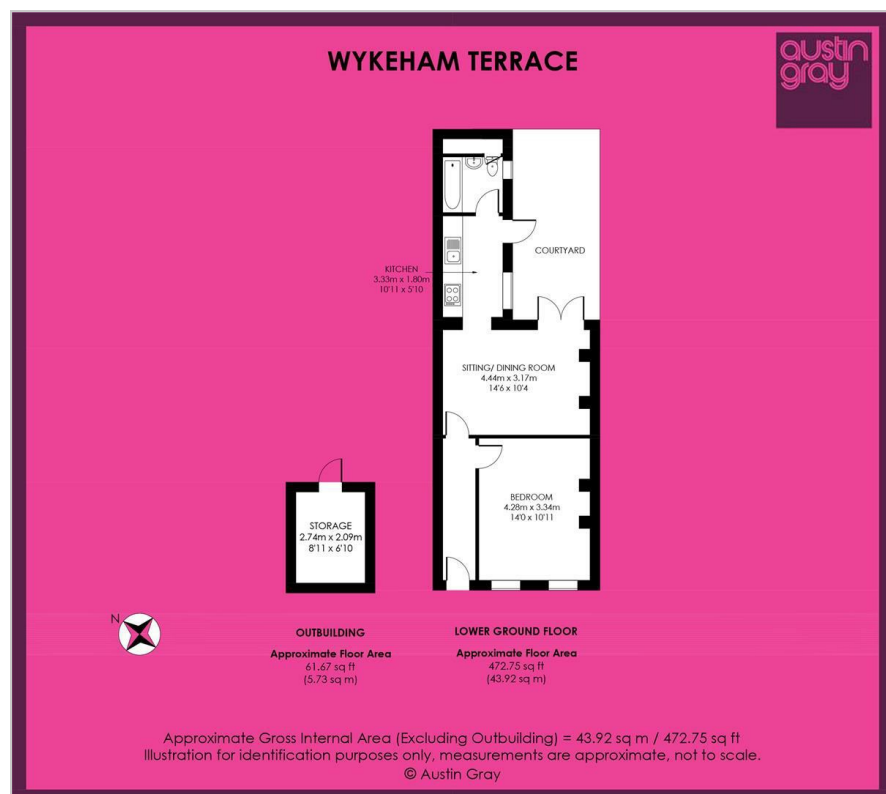 WYKEHAM TERRACE
austin
gray
COURTYARD
KITCHEN
3.33m x 1.80m
10'11 x 5'10
SITTING/ DINING ROOM
4.44m x 3.17m
14'6 x 10'4
BEDROOM
4.28m x 3.34m
14'0 x 10'11
STORAGE
2.74m x 2.09m
8'11 x 6'10
N
OUTBUILDING
Approximate Floor Area
61.67 sq ft
(5.73 sq m)
LOWER GROUND FLOOR
Approximate Floor Area
472.75 sq ft
(43.92 sq m)
Approximate Gross Internal Area (Excluding Outbuilding) = 43.92 sq m / 472.75 sq ft
Illustration for identification purposes only, measurements are approximate, not to scale.
© Austin Gray